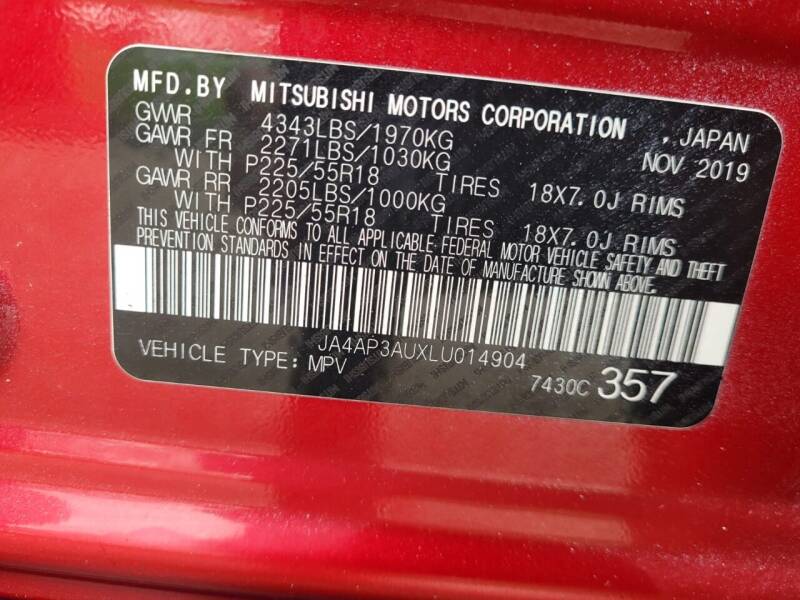 MFD.BY MITSUBISHI MOTORS CORPORATION , JAPAN
GVWR 4343LBS/1970KG NOV 2019
GAWR FR 2271LBS/1030KG
WITH P225/55R18 TIRES 18X7.0J RIMS
GAWR RR 2205LBS/1000KG
WITH P225/55R18 TIRES 18X7.0J RIMS
THIS VEHICLE CONFORMS TO ALL APPLICABLE FEDERAL MOTOR VEHICLE SAFETY AND THEFT
PREVENTION STANDARDS IN EFFECT ON THE DATE OF MANUFACTURE SHOWN ABOVE.
JA4AP3AUXLU014904
VEHICLE TYPE: MPV
7430C 357